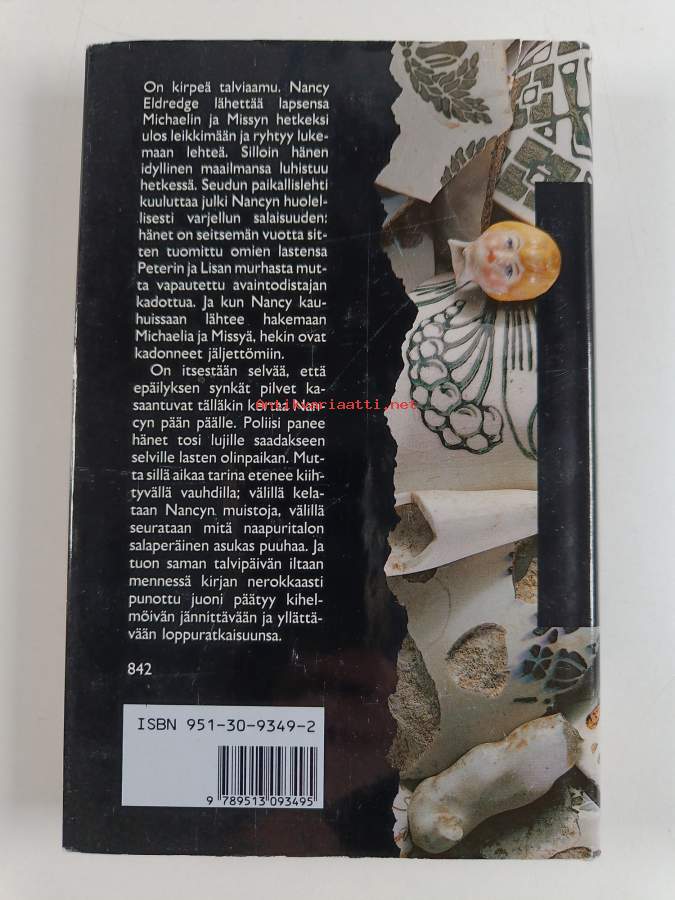 On kirpeä talviaamu. Nancy
Eldredge lähettää lapsensa
Michaelin ja Missyn hetkeksi
ulos leikkimään ja ryhtyy luke-
maan lehteä. Silloin hänen
idyllinen maailmansa luhistuu
hetkessä. Seudun paikallislehti
kuuluttaa julki Nancyn huolel-
lisesti varjellun salaisuuden:
hänet on seitsemän vuotta sit-
ten tuomittu omien lastensa
Peterin ja Lisan murhasta mut-
ta vapautettu avaintodistajan
kadottua. Ja kun Nancy kau-
huissaan lähtee hakemaan
Michaelia ja Missyä, hekin ovat
kadonneet jäljettömiin.
On itsestään selvää, että
epäilyksen synkät pilvet ka-
saantuvat tälläkin kertaa Nan-
cyn pään päälle. Poliisi panee
hänet tosi lujille saadakseen
selville lasten olinpaikan. Mut-
ta sillä aikaa tarina etenee kiih-
tyvällä vauhdilla; välillä kela-
taan Nancyn muistoja, välillä
seurataan mitä naapuritalon
salaperäinen asukas puuhaa. Ja
tuon saman talvipäivän iltaan
mennessä kirjan nerokkaasti
punottu juoni päätyy kihel-
möivän jännittävään ja yllättä-
vään loppuratkaisuunsa.
842
ISBN 951-30-9349-2
9 789513 093495
antikvariaatti.net